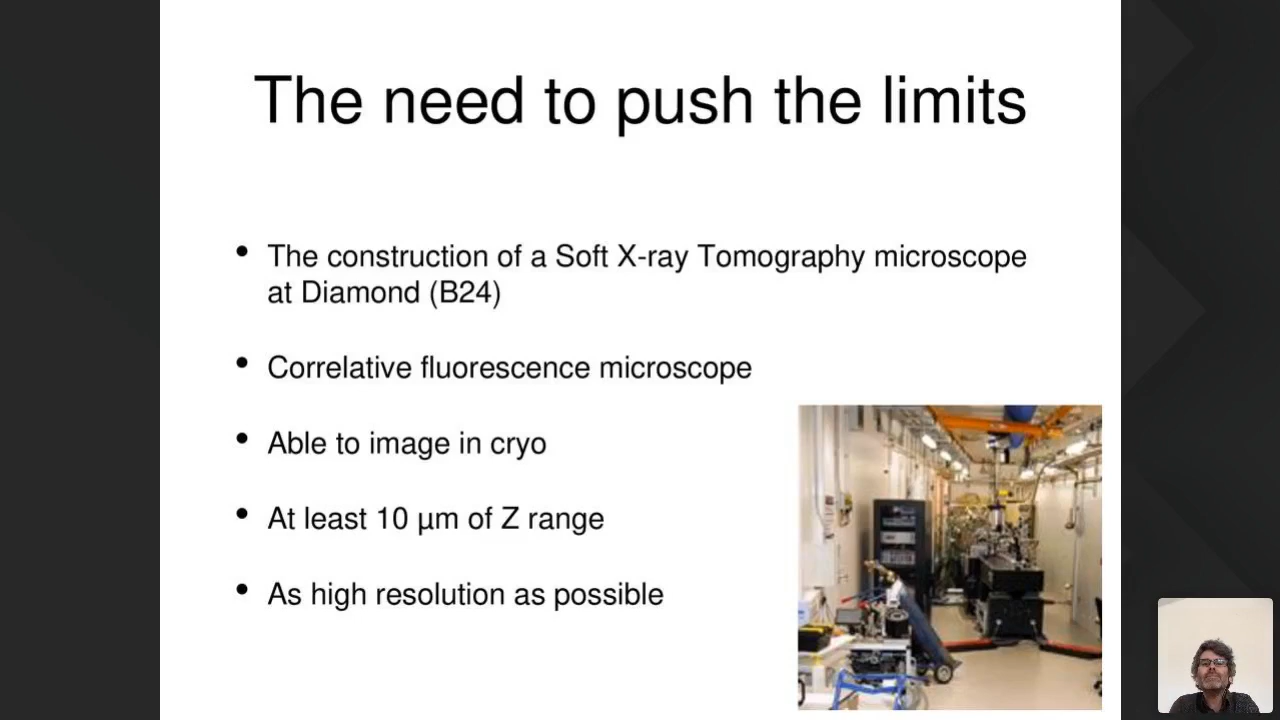 The need to push the limits
• The construction of a Soft X-ray Tomography microscope
at Diamond (B24)
• Correlative fluorescence microscope
• Able to image in cryo
• At least 10 µm of Z range
• As high resolution as possible